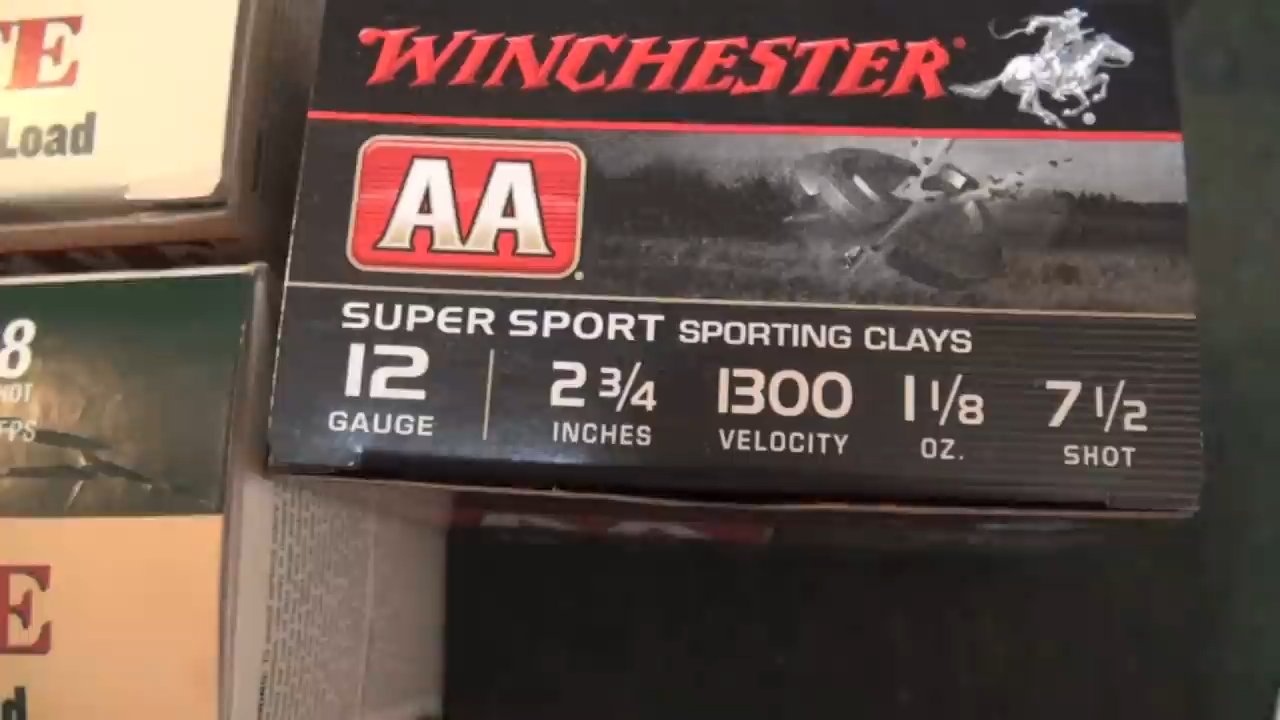 WINCHESTER®
AA
SUPER SPORT SPORTING CLAYS
12
GAUGE
2 3/4
INCHES
1300
VELOCITY
1 1/8
OZ.
7 1/2
SHOT
E
Load
8
FPS
E
d